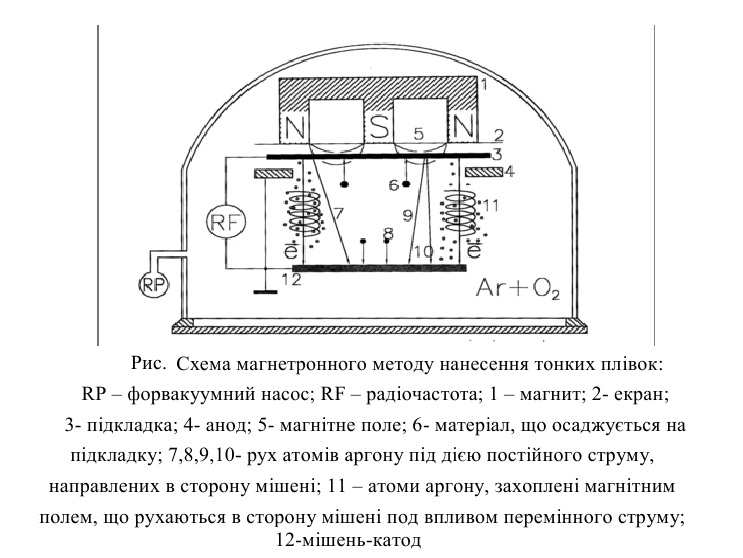 1
N S N
5
2
3
4
6
RF
7
9
11
8
e
10
e
12
RP
Ar+O₂
Рис. Схема магнетронного методу нанесення тонких плівок:
RP – форвакуумний насос; RF – радіочастота; 1 – магнит; 2- екран;
3- підкладка; 4- анод; 5- магнітне поле; 6- матеріал, що осаджується на
підкладку; 7,8,9,10- рух атомів аргону під дією постійного струму,
направлених в сторону мішені; 11 – атоми аргону, захоплені магнітним
полем, що рухаються в сторону мішені под впливом перемінного струму;
12-мішень-катод